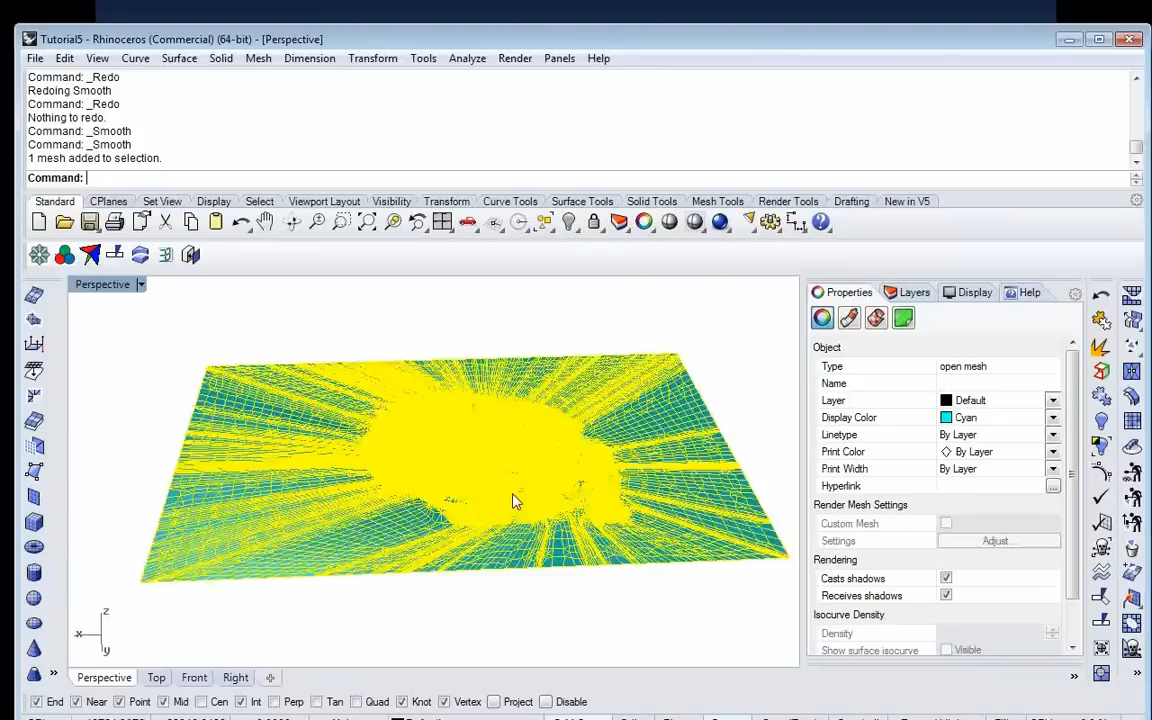 Tutorial5 - Rhinoceros (Commercial) (64-bit) - [Perspective]
File Edit View Curve Surface Solid Mesh Dimension Transform Tools Analyze Render Panels Help
Command: _Redo
Redoing Smooth
Command: _Redo
Nothing to redo.
Command: _Smooth
Command: _Smooth
1 mesh added to selection.
Command:
Standard CPlanes Set View Display Select Viewport Layout Visibility Transform Curve Tools Surface Tools Solid Tools Mesh Tools Render Tools Drafting New in V5
Perspective
Properties Layers Display Help
Object
Type open mesh
Name
Layer Default
Display Color Cyan
Linetype By Layer
Print Color By Layer
Print Width By Layer
Hyperlink ...
Render Mesh Settings
Custom Mesh
Settings Adjust...
Rendering
Casts shadows
Receives shadows
Isocurve Density
Density
Show surface isocurve Visible
z
x
y
Perspective Top Front Right
End Near Point Mid Cen Int Perp Tan Quad Knot Vertex Project Disable